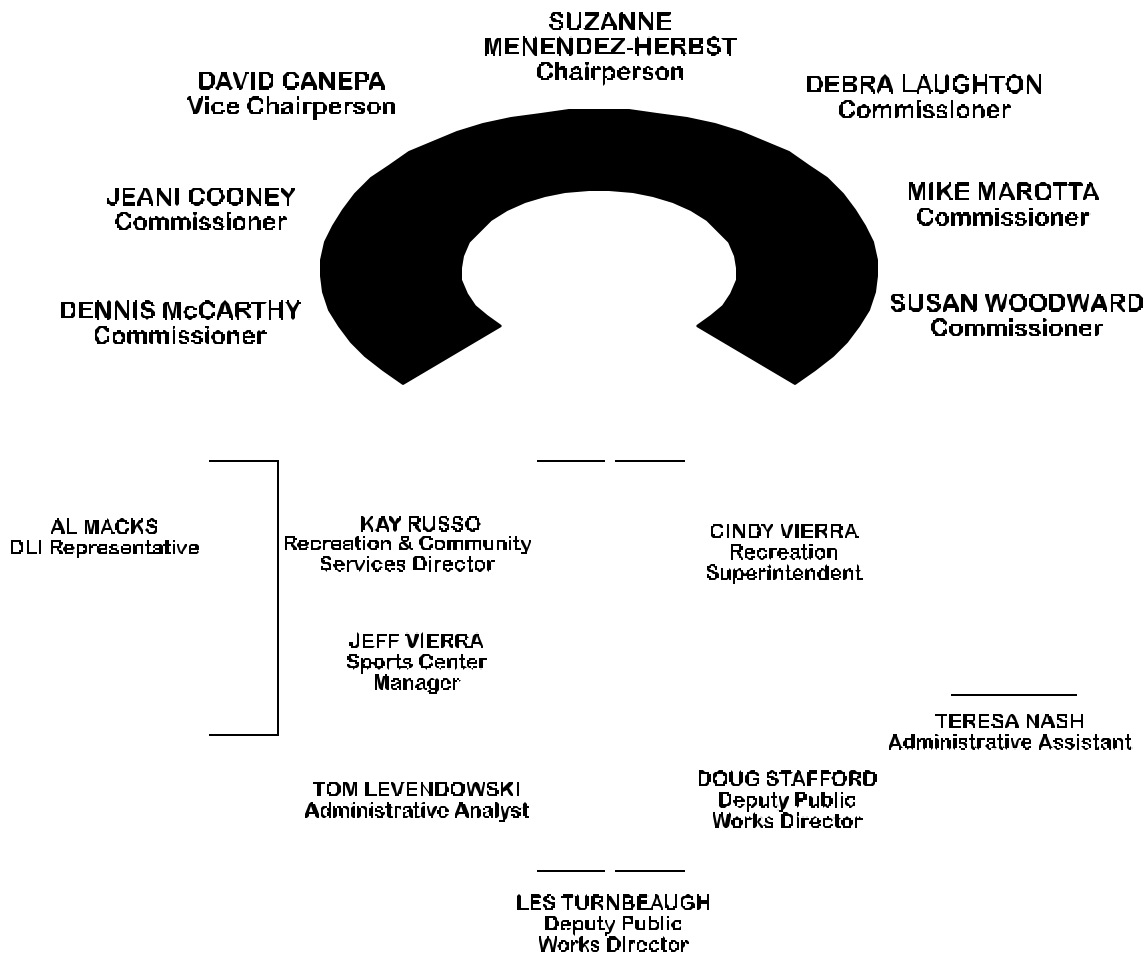 SUZANNE
MENENDEZ-HERBST
Chairperson
DAVID CANEPA
Vice Chairperson
DEBRA LAUGHTON
Commissioner
JEANI COONEY
Commissioner
MIKE MAROTTA
Commissioner
DENNIS McCARTHY
Commissioner
SUSAN WOODWARD
Commissioner
AL MACKS
DLI Representative
KAY RUSSO
Recreation & Community
Services Director
CINDY VIERRA
Recreation
Superintendent
JEFF VIERRA
Sports Center
Manager
TERESA NASH
Administrative Assistant
TOM LEVENDOWSKI
Administrative Analyst
DOUG STAFFORD
Deputy Public
Works Director
LES TURNBEAUGH
Deputy Public
Works Director